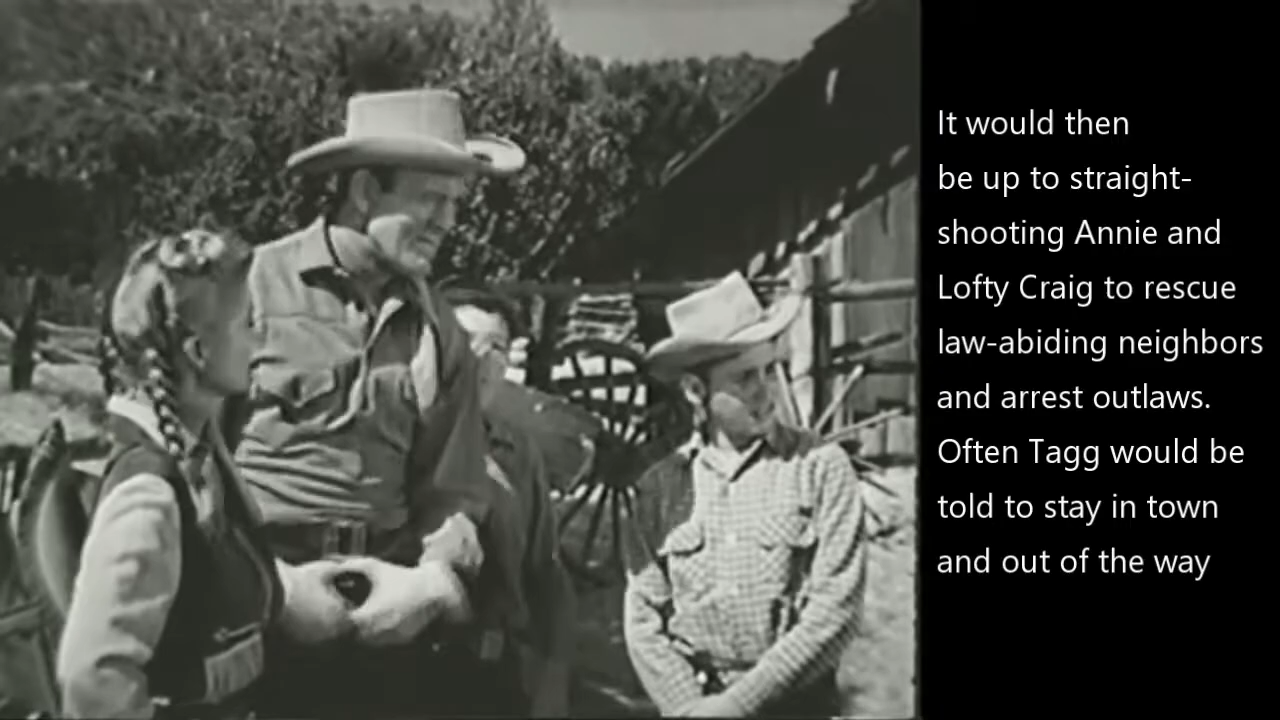 It would then
be up to straight-
shooting Annie and
Lofty Craig to rescue
law-abiding neighbors
and arrest outlaws.
Often Tagg would be
told to stay in town
and out of the way